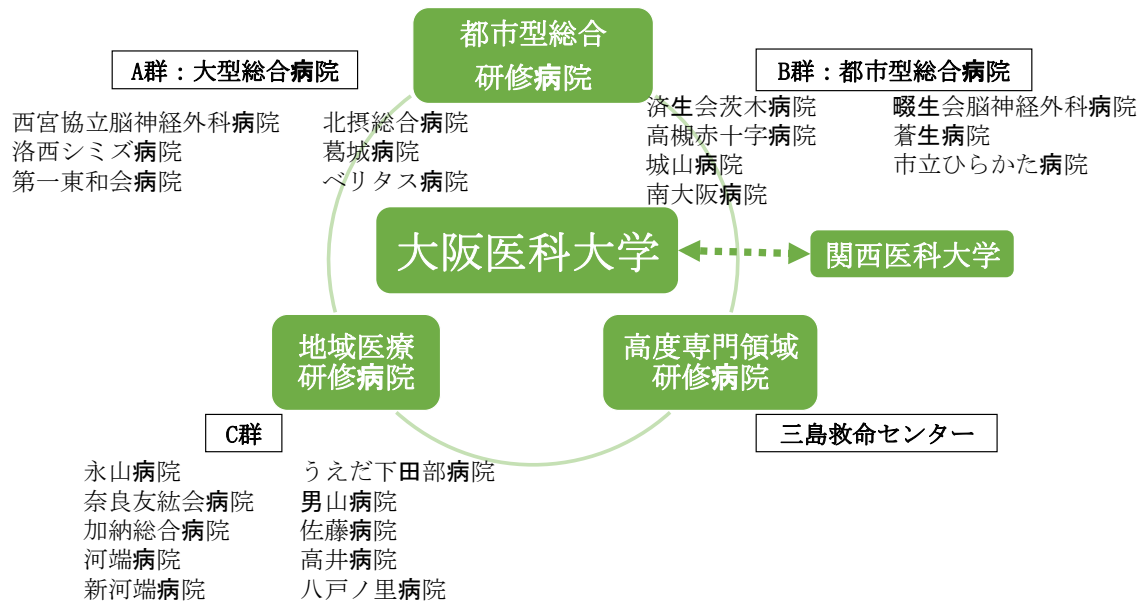 都市型総合
研修病院
A群：大型総合病院
西宮協立脳神経外科病院
洛西シミズ病院
第一東和会病院
北摂総合病院
葛城病院
ベリタス病院
B群：都市型総合病院
済生会茨木病院
高槻赤十字病院
城山病院
南大阪病院
畷生会脳神経外科病院
蒼生病院
市立ひらかた病院
大阪医科大学
関西医科大学
地域医療
研修病院
高度専門領域
研修病院
C群
永山病院
奈良友紘会病院
加納総合病院
河端病院
新河端病院
うえだ下田部病院
男山病院
佐藤病院
高井病院
八戸ノ里病院
三島救命センター